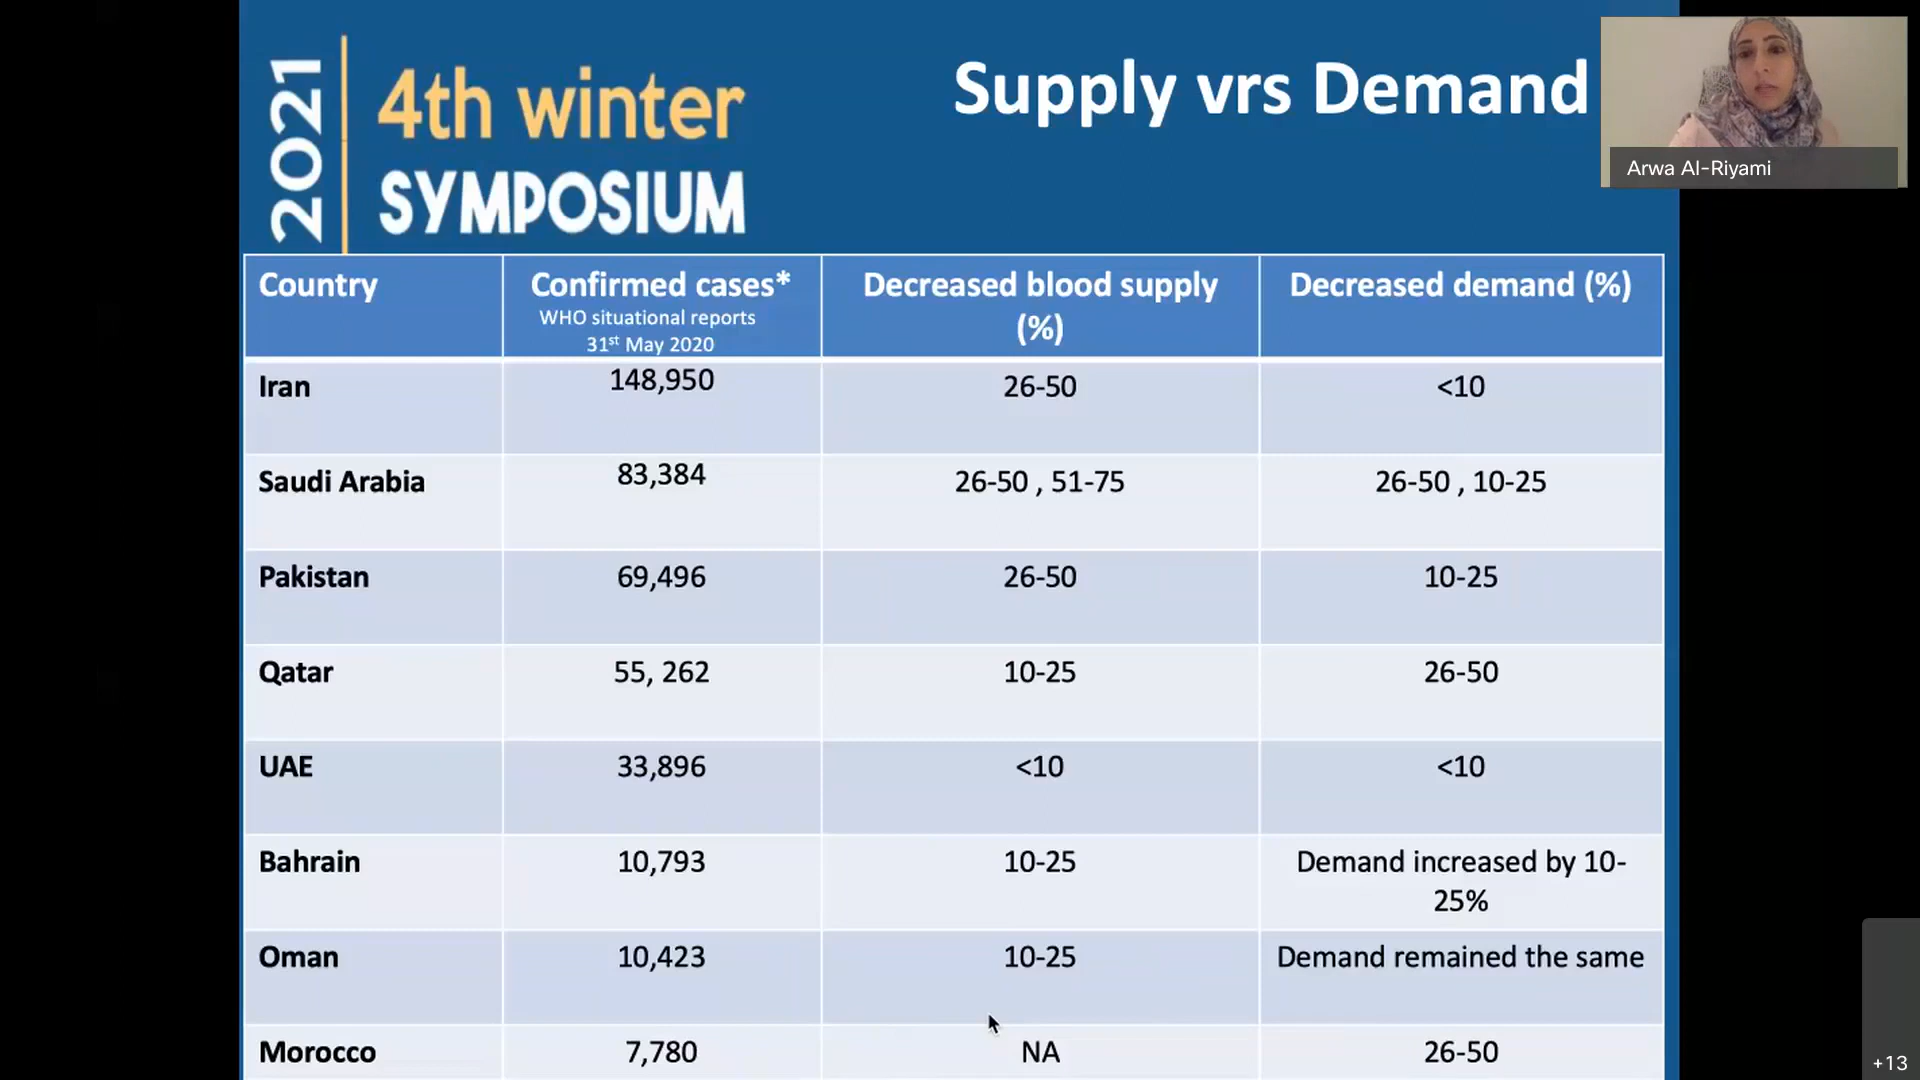 2021
4th winter
SYMPOSIUM
Supply vrs Demand
Arwa Al-Riyami
Country
Confirmed cases*
WHO situational reports
31st May 2020
Decreased blood supply
(%)
Decreased demand (%)
Iran
148,950
26-50
<10
Saudi Arabia
83,384
26-50 , 51-75
26-50 , 10-25
Pakistan
69,496
26-50
10-25
Qatar
55, 262
10-25
26-50
UAE
33,896
<10
<10
Bahrain
10,793
10-25
Demand increased by 10-
25%
Oman
10,423
10-25
Demand remained the same
Morocco
7,780
NA
26-50
+13